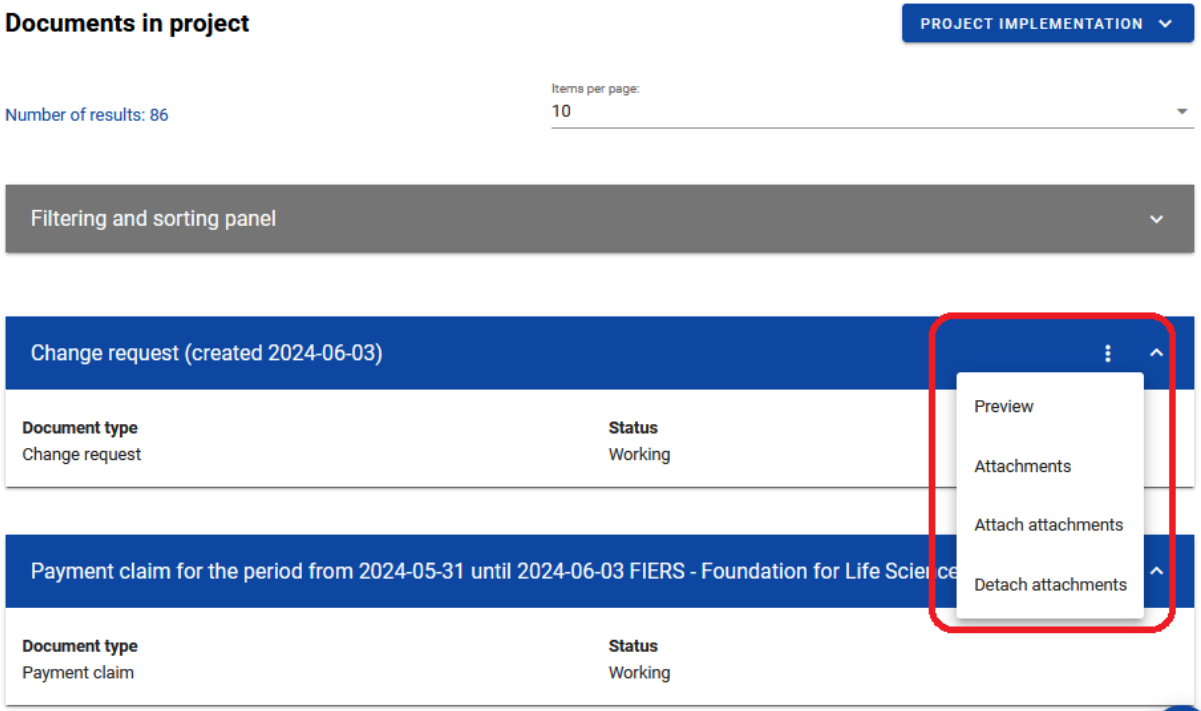 Documents in project
PROJECT IMPLEMENTATION
Items per page:
10
Number of results: 86
Filtering and sorting panel
Change request (created 2024-06-03)
Preview
Attachments
Attach attachments
Detach attachments
Document type
Status
Change request
Working
Payment claim for the period from 2024-05-31 until 2024-06-03 FIERS - Foundation for Life Science
Document type
Status
Payment claim
Working